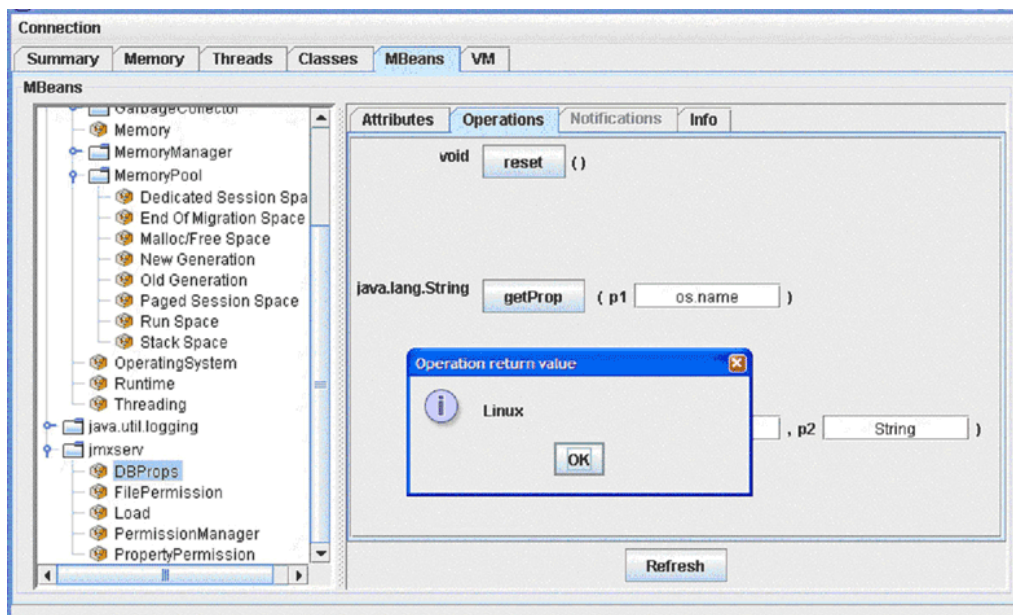 Connection
Summary Memory Threads Classes MBeans VM
MBeans
GarbageCollector
Memory
MemoryManager
MemoryPool
Dedicated Session Spa
End Of Migration Space
Malloc/Free Space
New Generation
Old Generation
Paged Session Space
Run Space
Stack Space
OperatingSystem
Runtime
Threading
java.util.logging
jmxserv
DBProps
FilePermission
Load
PermissionManager
PropertyPermission
Attributes Operations Notifications Info
void reset ()
java.lang.String getProp ( p1 os.name )
Operation return value
Linux
OK
, p2 String )
Refresh